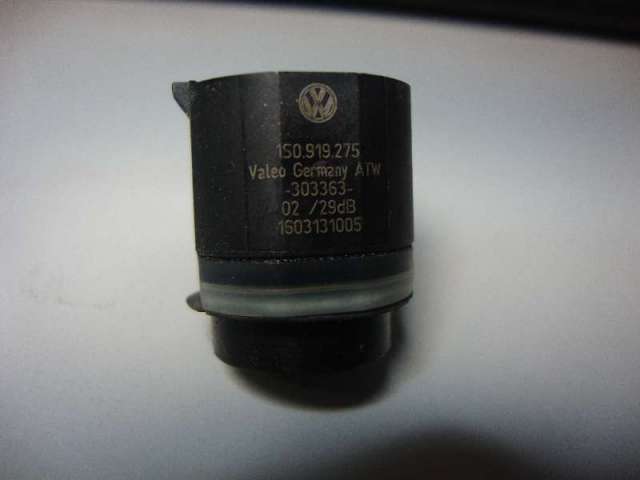 1S0.919.275
Valeo Germany ATW
-303363-
02 /29dB
1S03131005